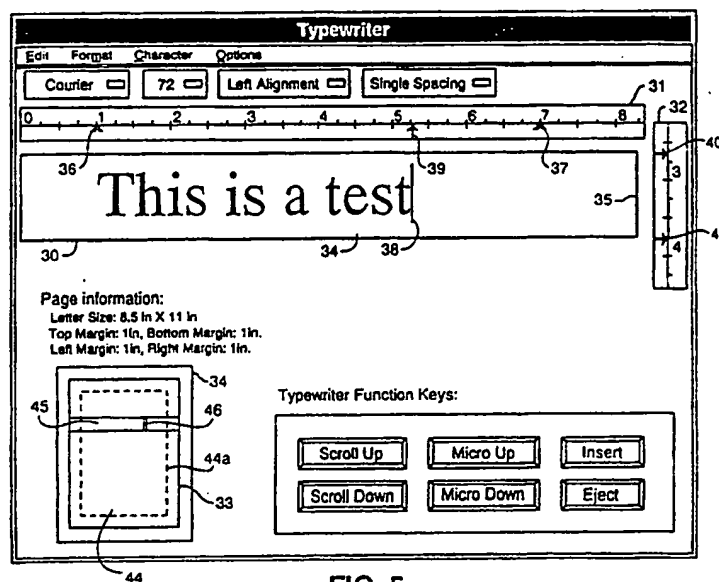 Typewriter
Edit Format Character Options
Courier 72 Left Alignment Single Spacing
31
32
0 1 2 3 4 5 6 7 8
40
36 39 37
3
This is a test
35
4
4
30 34 38
Page information:
Letter Size: 8.5 in X 11 in
Top Margin: 1in, Bottom Margin: 1in.
Left Margin: 1in, Right Margin: 1in.
34
Typewriter Function Keys:
45 46
Scroll Up Micro Up Insert
44a
33
Scroll Down Micro Down Eject
44